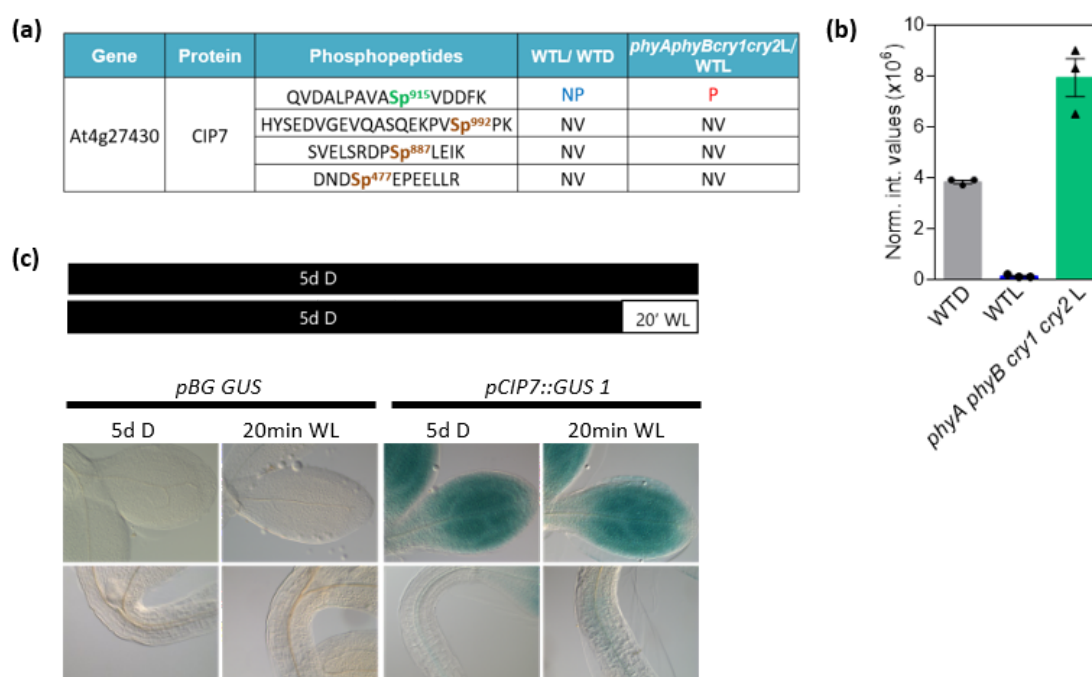 (a)
Gene Protein Phosphopeptides WTL/ WTD phyAphyBcry1cry2L/
WTL
At4g27430 CIP7
QVDALPAVASp⁹¹⁵VDDFK NP P
HYSEDVGEVQASQEKPVSp⁹⁹²PK NV NV
SVELSRDPSp⁸⁸⁷LEIK NV NV
DNDSp⁴⁷⁷EPEELLR NV NV
(b)
Norm. int. values (x10⁶)
10
8
6
4
2
0
WTD
WTL
phyA phyB cry1 cry2 L
(c)
5d D
5d D 20' WL
pBG GUS pCIP7::GUS 1
5d D 20min WL 5d D 20min WL